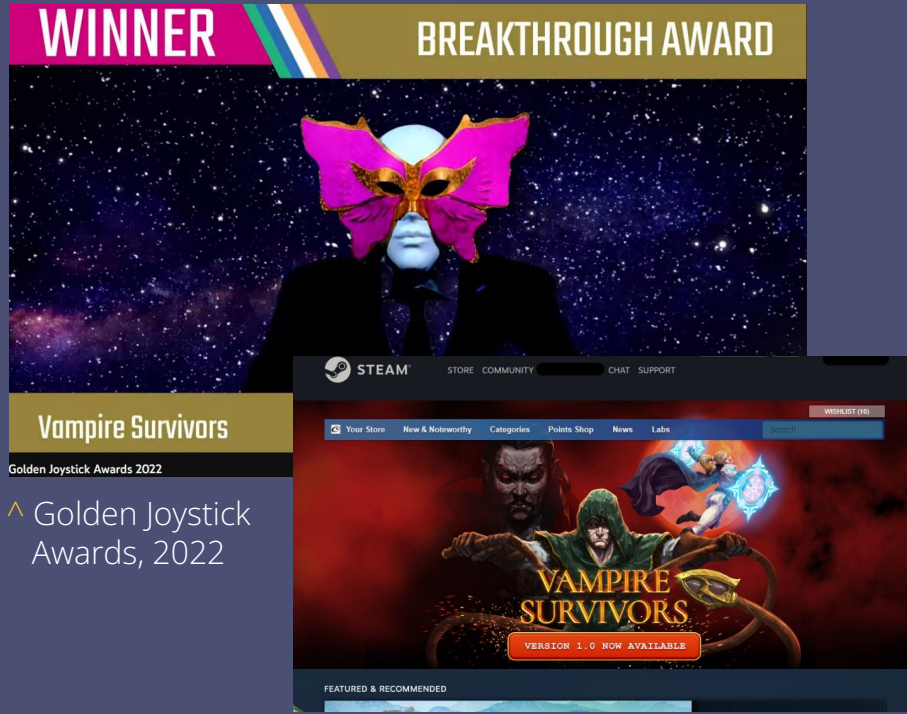 WINNER
BREAKTHROUGH AWARD
Vampire Survivors
Golden Joystick Awards 2022
^ Golden Joystick
Awards, 2022
STEAM
STORE COMMUNITY CHAT SUPPORT
WISHLIST (10)
Your Store New & Noteworthy Categories Points Shop News Labs search
VAMPIRE
SURVIVORS
VERSION 1.0 NOW AVAILABLE
FEATURED & RECOMMENDED